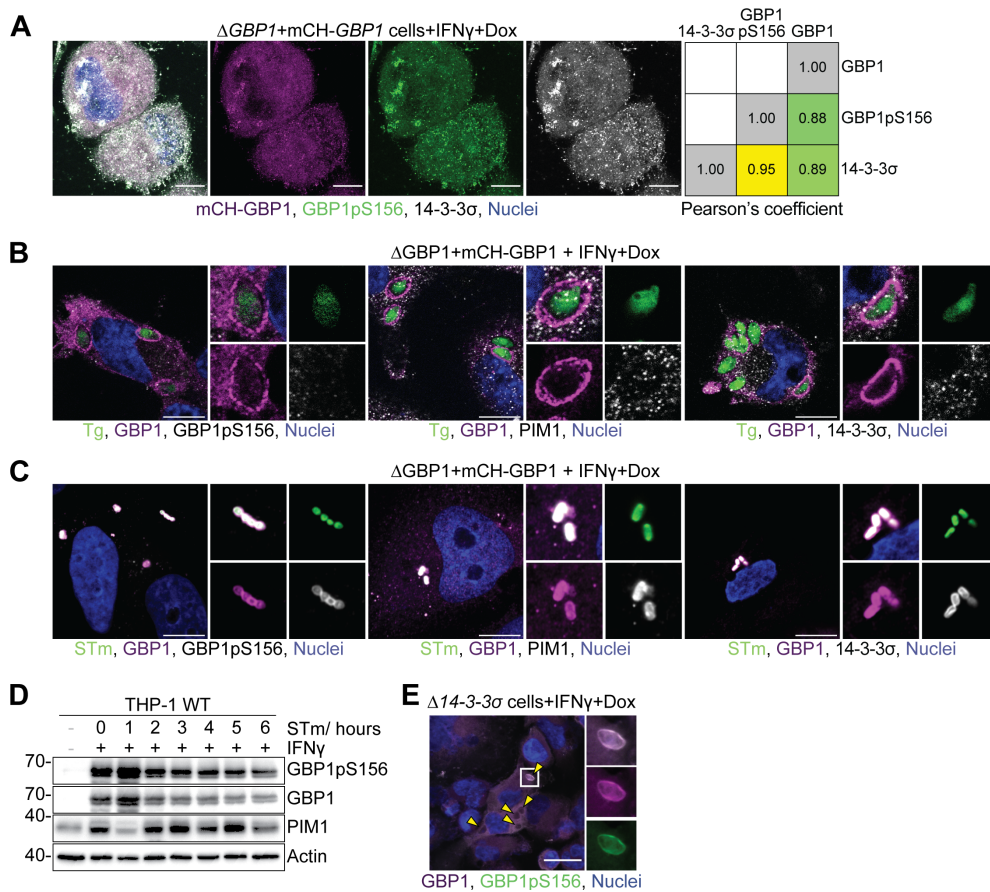 A
ΔGBP1+mCH-GBP1 cells+IFNγ+Dox
mCH-GBP1, GBP1pS156, 14-3-3σ, Nuclei
14-3-3σ GBP1 pS156 GBP1
1.00 GBP1
1.00 0.88 GBP1pS156
1.00 0.95 0.89 14-3-3σ
Pearson's coefficient
B
ΔGBP1+mCH-GBP1 + IFNγ+Dox
Tg, GBP1, GBP1pS156, Nuclei
Tg, GBP1, PIM1, Nuclei
Tg, GBP1, 14-3-3σ, Nuclei
C
ΔGBP1+mCH-GBP1 + IFNγ+Dox
STm, GBP1, GBP1pS156, Nuclei
STm, GBP1, PIM1, Nuclei
STm, GBP1, 14-3-3σ, Nuclei
D
THP-1 WT
- 0 1 2 3 4 5 6 STm/ hours
- + + + + + + + IFNγ
70- GBP1pS156
70- GBP1
40- PIM1
40- Actin
E
Δ14-3-3σ cells+IFNγ+Dox
GBP1, GBP1pS156, Nuclei